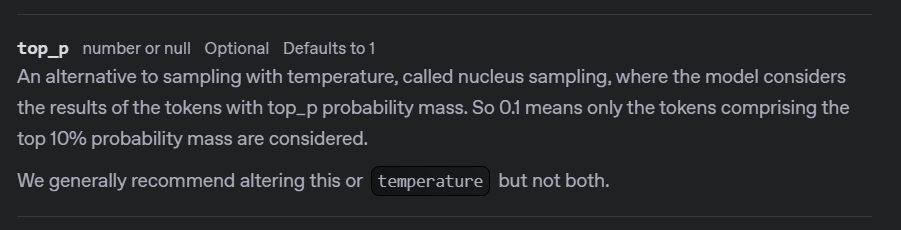 top_p number or null Optional Defaults to 1
An alternative to sampling with temperature, called nucleus sampling, where the model considers
the results of the tokens with top_p probability mass. So 0.1 means only the tokens comprising the
top 10% probability mass are considered.
We generally recommend altering this or temperature but not both.